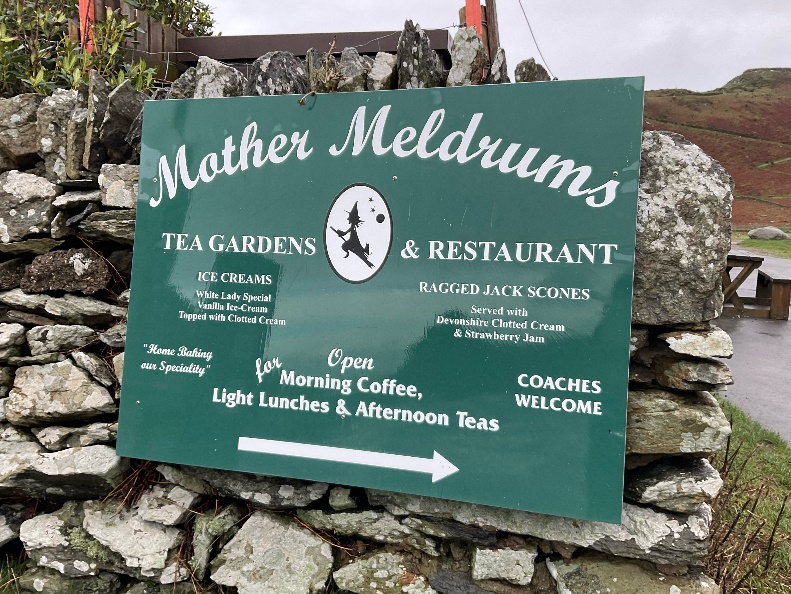 Mother Meldrums
TEA GARDENS & RESTAURANT
ICE CREAMS
White Lady Special
Vanilla Ice-Cream
Topped with Clotted Cream
RAGGED JACK SCONES
Served with
Devonshire Clotted Cream
& Strawberry Jam
"Home Baking
our Speciality"
Open
for Morning Coffee,
Light Lunches & Afternoon Teas
COACHES
WELCOME